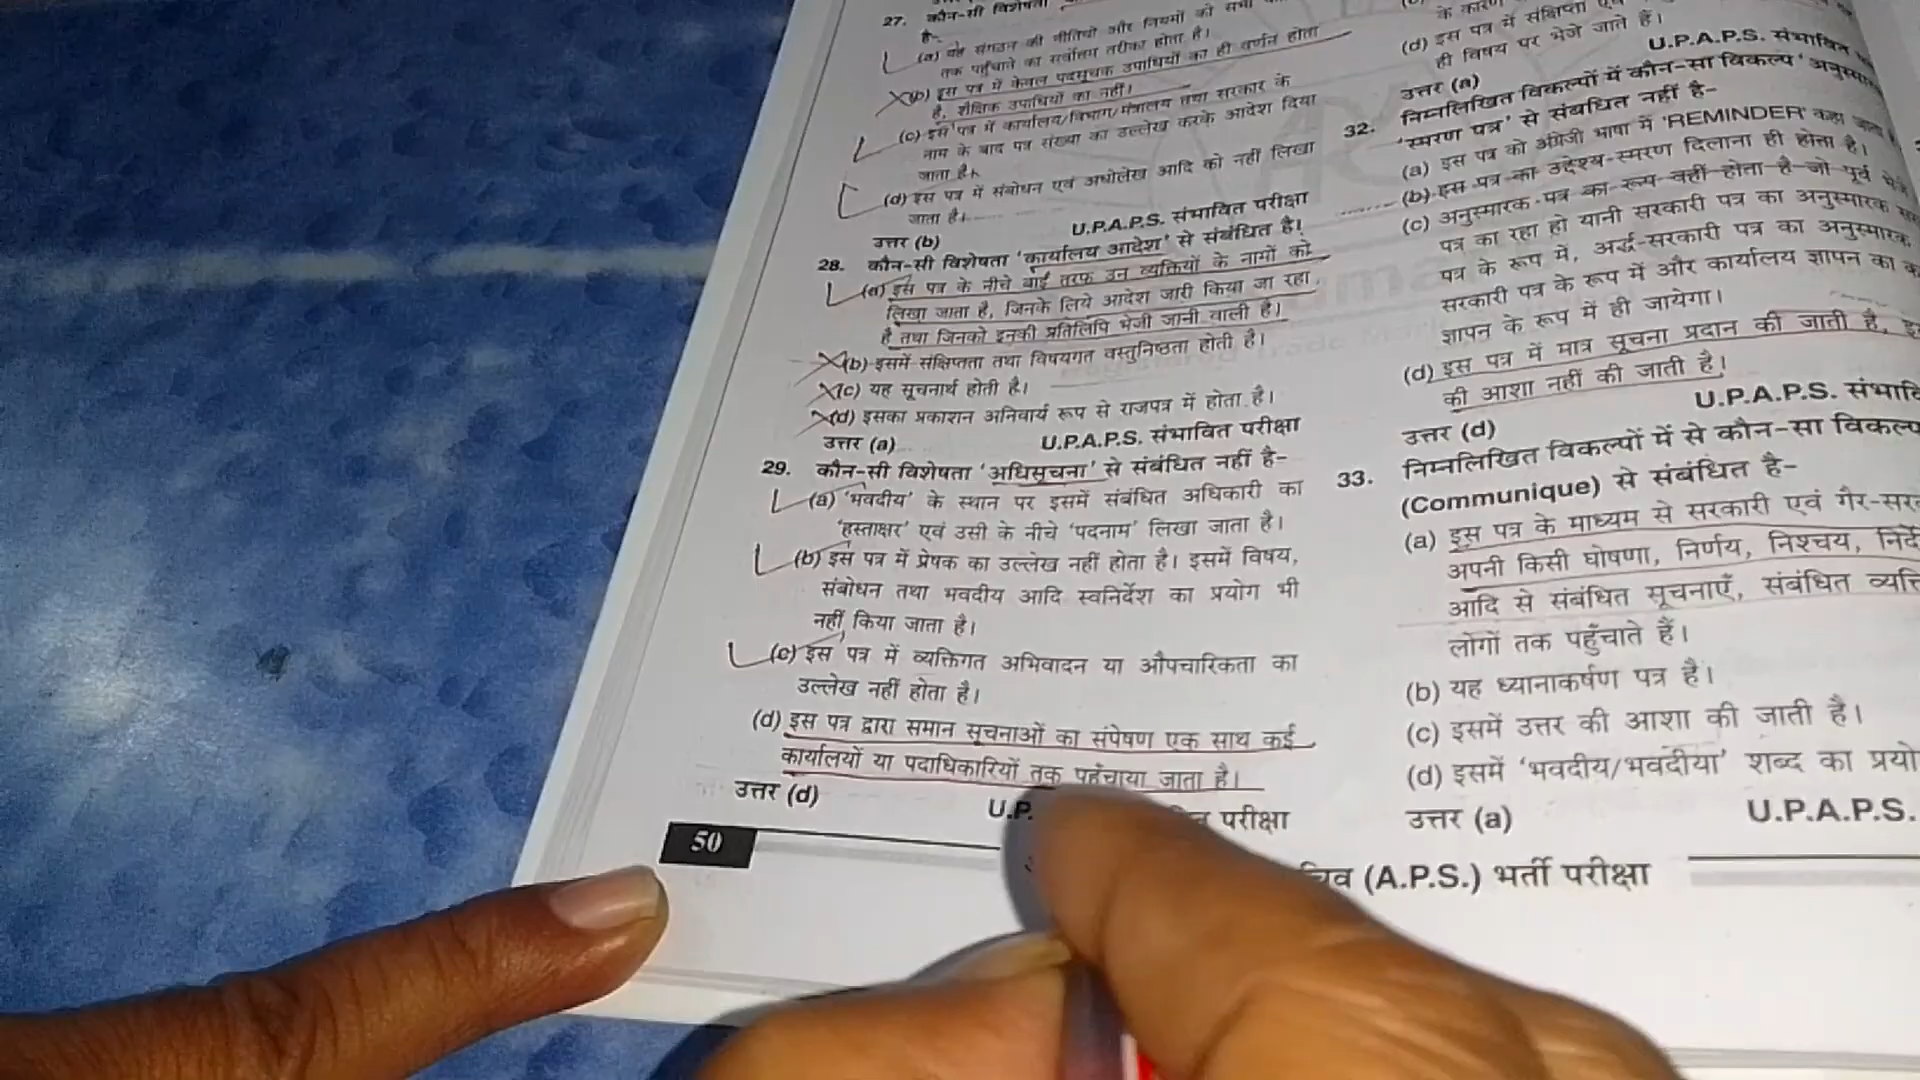 27. कौन-सी विशेषता
है-
(a) यह संगठन की नीतियों और नियमों को सभी
तक पहुँचाने का सर्वोत्तम तरीका होता है।
(b) इस पत्र में केवल पदसूचक उपाधियों का ही वर्णन होता
है, शैक्षिक उपाधियों का नहीं।
(c) इस पत्र में कार्यालय/विभाग/मंत्रालय तथा सरकार के
नाम के बाद पत्र संख्या का उल्लेख करके आदेश दिया
जाता है।
(d) इस पत्र में संबोधन एवं अधोलेख आदि को नहीं लिखा
जाता है।
उत्तर (b) U.P.A.P.S. संभावित परीक्षा
28. कौन-सी विशेषता 'कार्यालय आदेश' से संबंधित है।
(a) इस पत्र के नीचे बाईं तरफ उन व्यक्तियों के नामों को
लिखा जाता है, जिनके लिये आदेश जारी किया जा रहा
है तथा जिनको इनकी प्रतिलिपि भेजी जानी वाली है।
(b) इसमें संक्षिप्तता तथा विषयगत वस्तुनिष्ठता होती है।
(c) यह सूचनार्थ होती है।
(d) इसका प्रकाशन अनिवार्य रूप से राजपत्र में होता है।
उत्तर (a) U.P.A.P.S. संभावित परीक्षा
29. कौन-सी विशेषता 'अधिसूचना' से संबंधित नहीं है-
(a) 'भवदीय' के स्थान पर इसमें संबंधित अधिकारी का
'हस्ताक्षर' एवं उसी के नीचे 'पदनाम' लिखा जाता है।
(b) इस पत्र में प्रेषक का उल्लेख नहीं होता है। इसमें विषय,
संबोधन तथा भवदीय आदि स्वनिर्देश का प्रयोग भी
नहीं किया जाता है।
(c) इस पत्र में व्यक्तिगत अभिवादन या औपचारिकता का
उल्लेख नहीं होता है।
(d) इस पत्र द्वारा समान सूचनाओं का संपेषण एक साथ कई
कार्यालयों या पदाधिकारियों तक पहुँचाया जाता है।
उत्तर (d) U.P. परीक्षा
50
के कारण
(d) इस पत्र में संक्षिप्ता
ही विषय पर भेजे जाते हैं।
U.P.A.P.S. संभावित
उत्तर (a)
32. निम्नलिखित विकल्पों में कौन-सा विकल्प
'स्मरण पत्र' से संबंधित नहीं है-
(a) इस पत्र को अंग्रेजी भाषा में 'REMINDER' कहा
(b) इस पत्र का उद्देश्य-स्मरण दिलाना ही होता है।
(c) अनुस्मारक पत्र का रूप वही होता है जो पूर्व
पत्र का रहा हो यानी सरकारी पत्र का अनुस्मारक
पत्र के रूप में, अर्द्ध-सरकारी पत्र का अनुस्मारक
सरकारी पत्र के रूप में और कार्यालय ज्ञापन का
ज्ञापन के रूप में ही जायेगा।
(d) इस पत्र में मात्र सूचना प्रदान की जाती है,
की आशा नहीं की जाती है।
U.P.A.P.S.
उत्तर (d)
33. निम्नलिखित विकल्पों में से कौन-सा विकल्प
(Communique) से संबंधित है-
(a) इस पत्र के माध्यम से सरकारी एवं
अपनी किसी घोषणा, निर्णय, निश्चय,
आदि से संबंधित सूचनाएँ, संबंधित
लोगों तक पहुँचाते हैं।
(b) यह ध्यानाकर्षण पत्र है।
(c) इसमें उत्तर की आशा की जाती है।
(d) इसमें 'भवदीय/भवदीया' शब्द का
उत्तर (a) U.P.A.P.S.
(A.P.S.) भर्ती परीक्षा